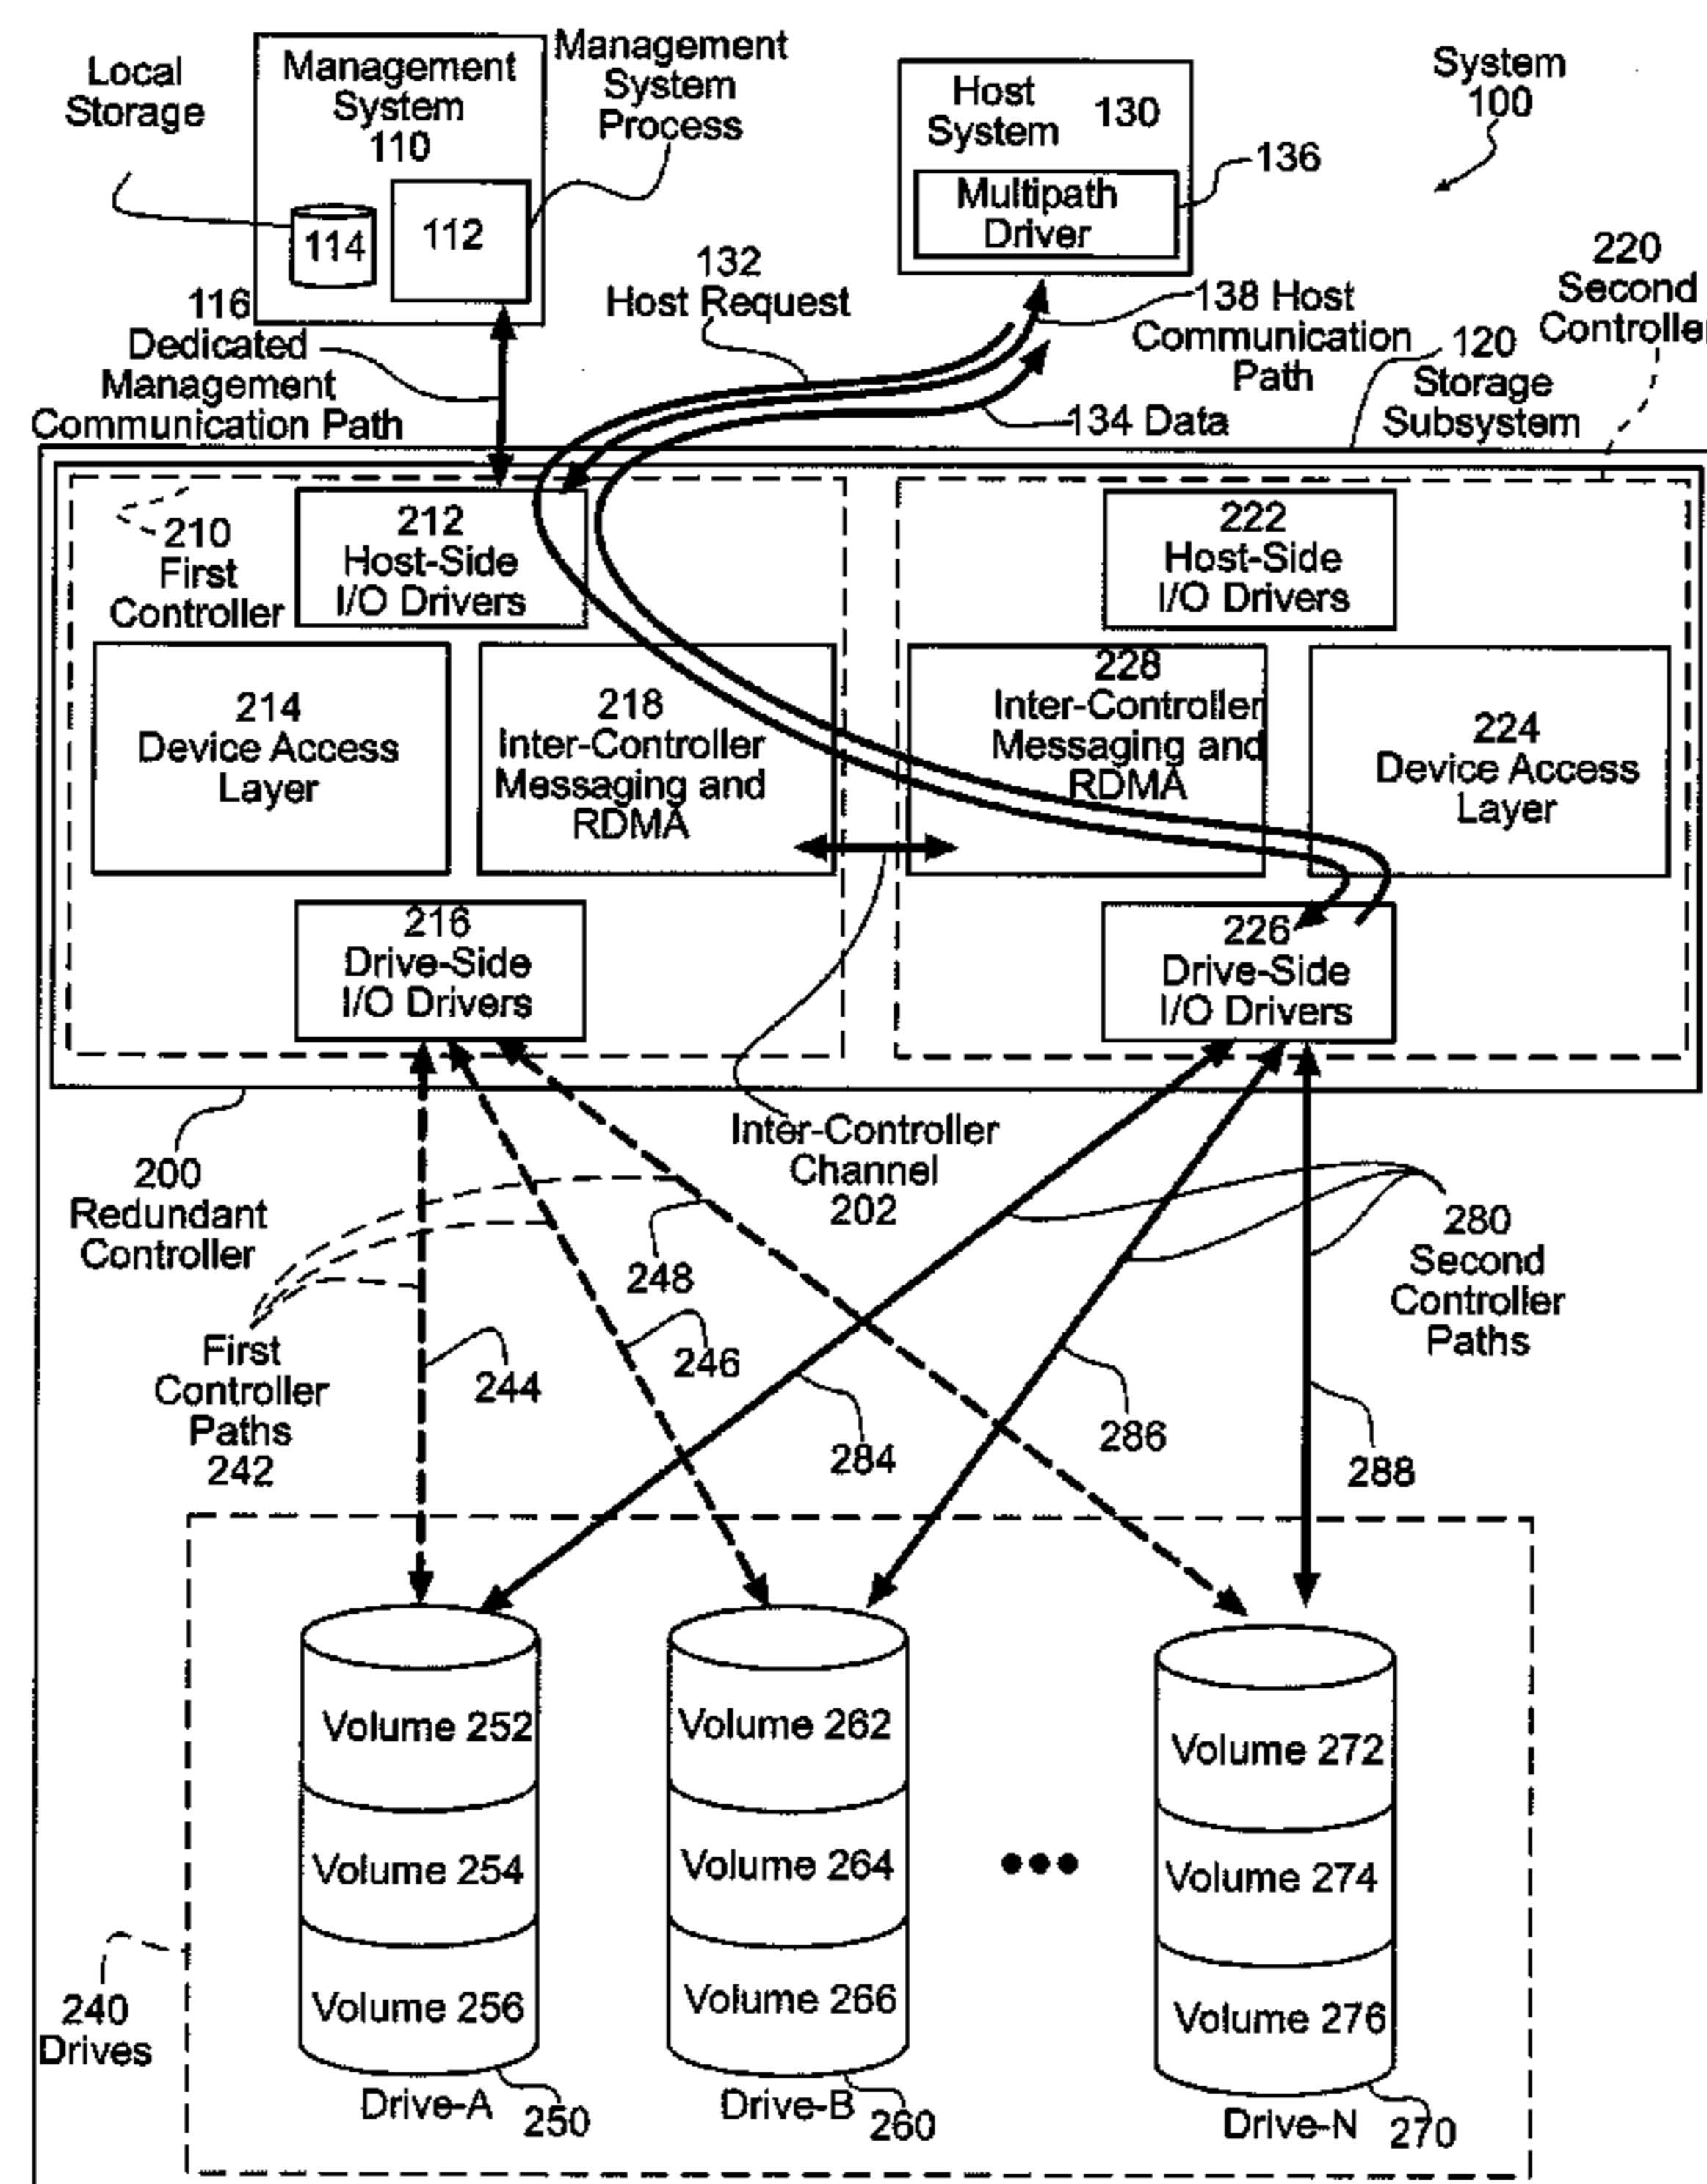 Local
Storage
Management
System
110
114
112
Management
System
Process
Host
System
130
Multipath
Driver
136
System
100
132
Host Request
138 Host
Communication
Path
134 Data
116
Dedicated
Management
Communication Path
120
Storage
Subsystem
220
Second
Controller
210
First
Controller
212
Host-Side
I/O Drivers
222
Host-Side
I/O Drivers
214
Device Access
Layer
218
Inter-Controller
Messaging and
RDMA
228
Inter-Controller
Messaging and
RDMA
224
Device Access
Layer
216
Drive-Side
I/O Drivers
226
Drive-Side
I/O Drivers
200
Redundant
Controller
Inter-Controller
Channel
202
280
Second
Controller
Paths
First
Controller
Paths
242
244
246
248
284
286
288
Volume 252
Volume 254
Volume 256
Volume 262
Volume 264
Volume 266
Volume 272
Volume 274
Volume 276
240
Drives
Drive-A
250
Drive-B
260
Drive-N
270